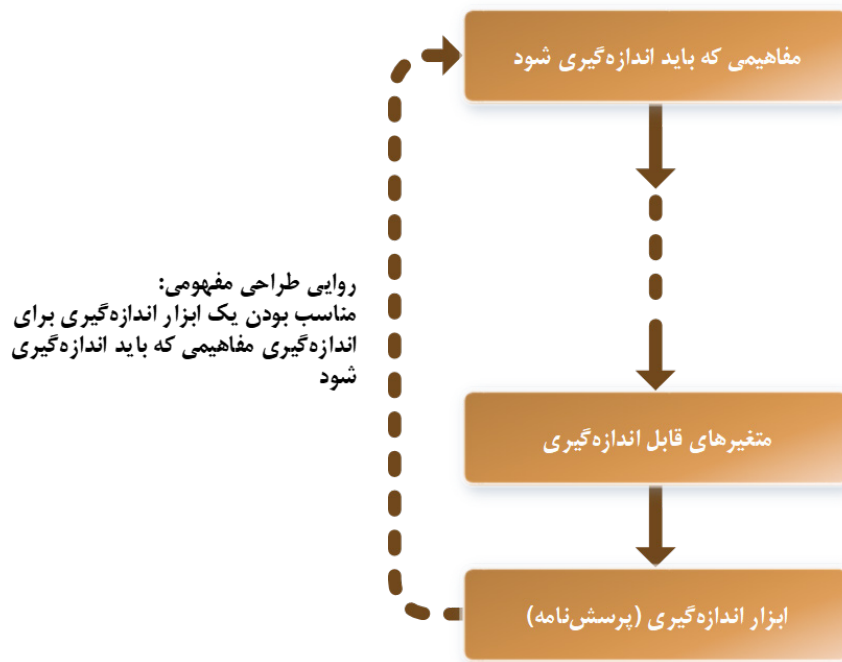 مفاهیمی که باید اندازه‌گیری شود
روایی طراحی مفهومی:
مناسب بودن یک ابزار اندازه‌گیری برای
اندازه‌گیری مفاهیمی که باید اندازه‌گیری
شود
متغیرهای قابل اندازه‌گیری
ابزار اندازه‌گیری (پرسش‌نامه)